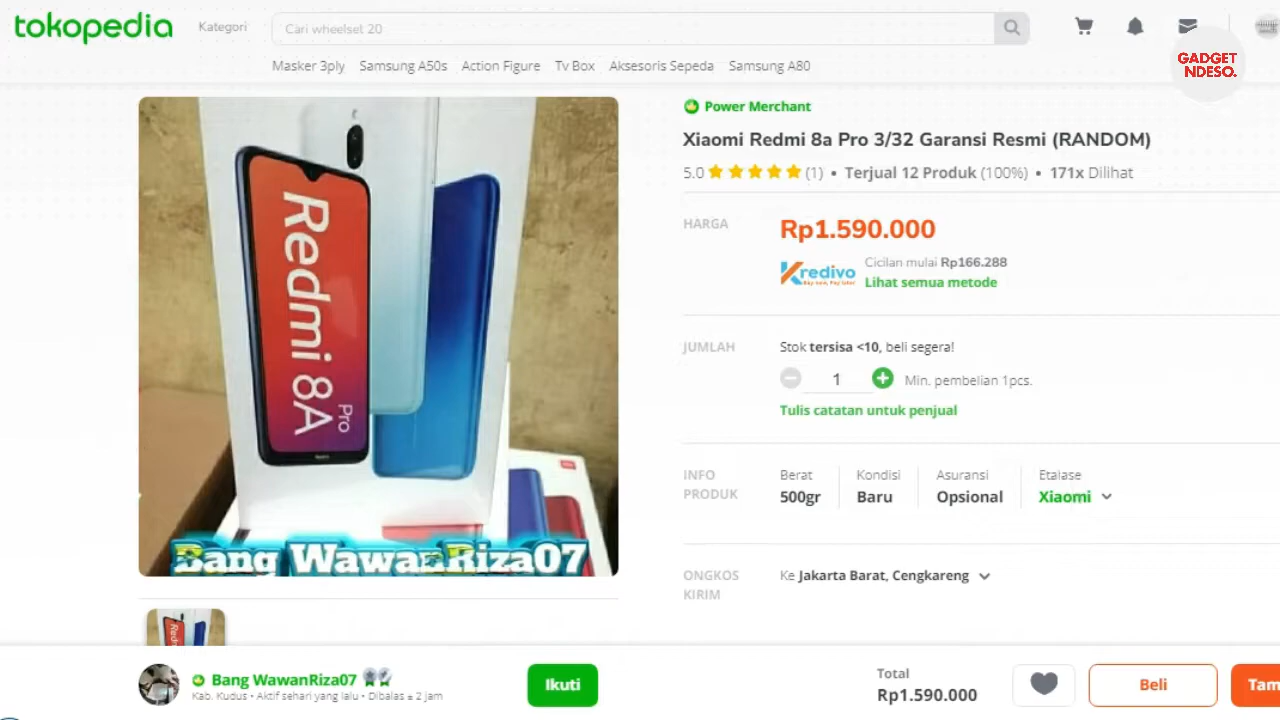 tokopedia
Kategori
Cari wheelset 20
GADGET
NDESO.
Masker 3ply Samsung A50s Action Figure Tv Box Aksesoris Sepeda Samsung A80
Redmi 8A
Pro
Bang WawanRiza07
Power Merchant
Xiaomi Redmi 8a Pro 3/32 Garansi Resmi (RANDOM)
5.0 (1) • Terjual 12 Produk (100%) • 171x Dilihat
HARGA
Rp1.590.000
Kredivo
Buy now, Pay later
Cicilan mulai Rp166.288
Lihat semua metode
JUMLAH
Stok tersisa <10, beli segera!
1
Min. pembelian 1pcs.
Tulis catatan untuk penjual
INFO
PRODUK
Berat Kondisi Asuransi Etalase
500gr Baru Opsional Xiaomi
ONGKOS
KIRIM
Ke Jakarta Barat, Cengkareng
Bang WawanRiza07
Kab. Kudus • Aktif sehari yang lalu • Dibalas ± 2 jam
Ikuti
Total
Rp1.590.000
Beli
Tam